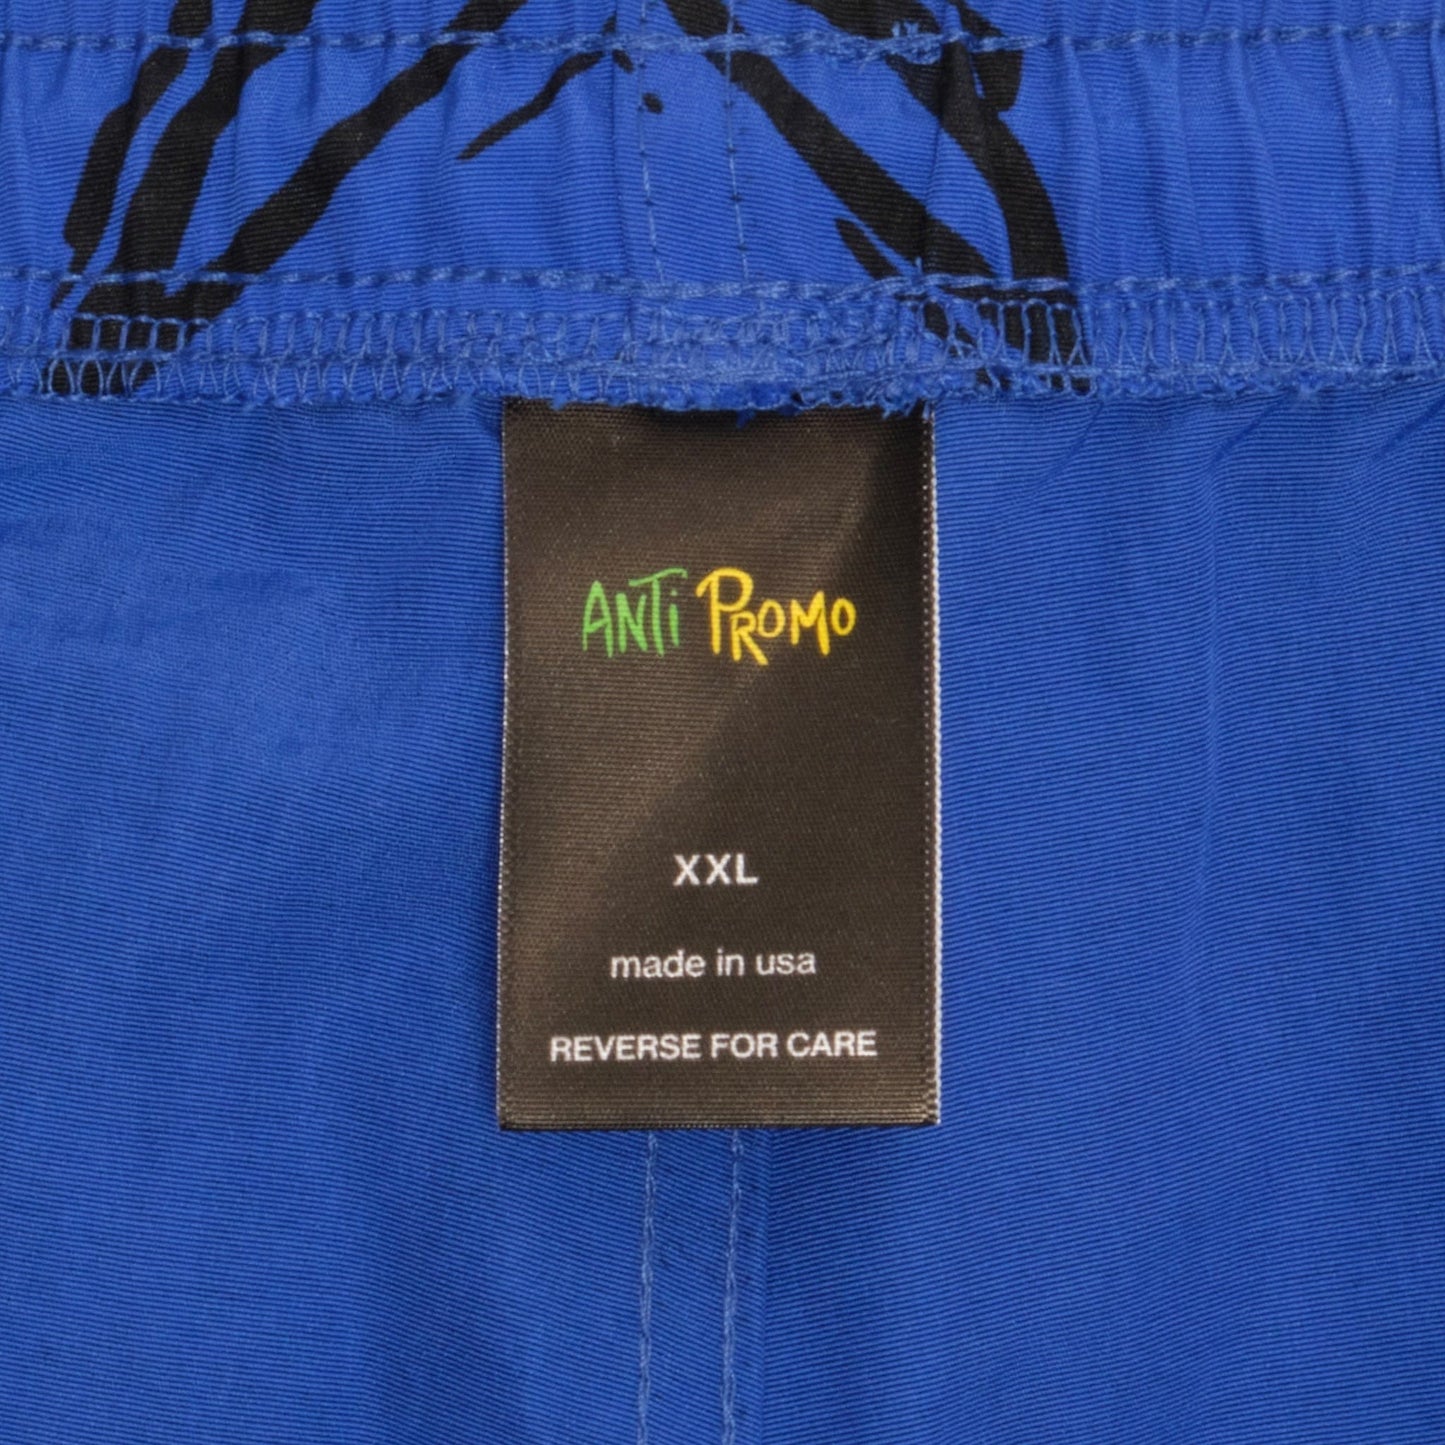 ANTi PROMO
XXL
made in usa
REVERSE FOR CARE